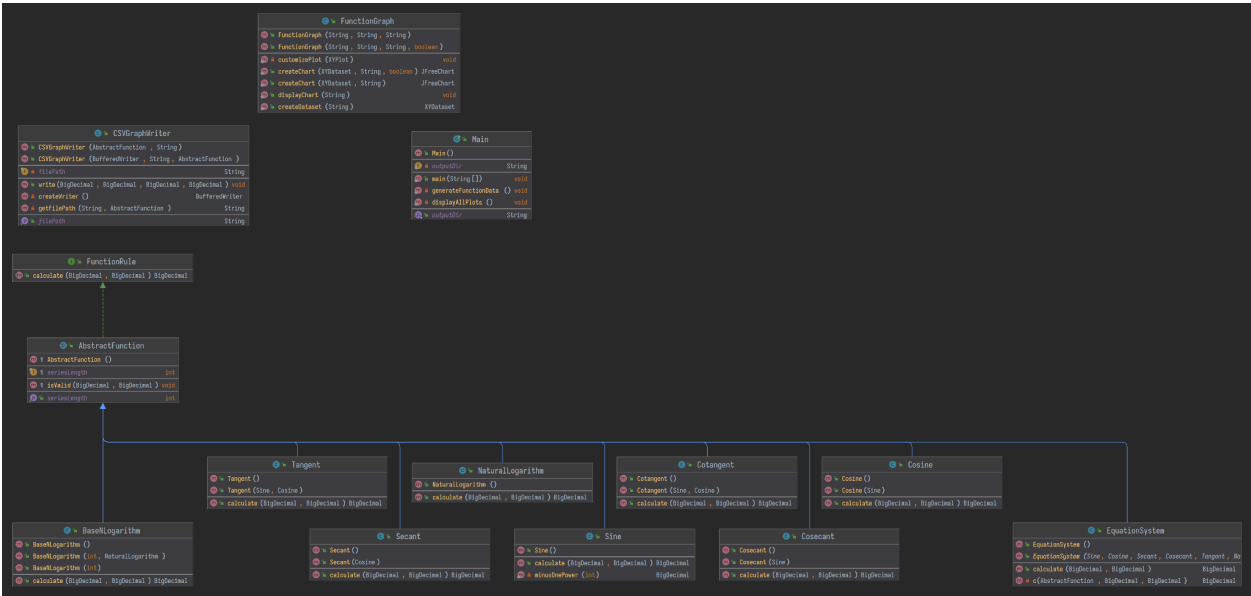 FunctionGraph
FunctionGraph (String, String, String)
FunctionGraph (String, String, String, boolean)
customizePlot (XYPlot) void
createChart (XYDataset, String, boolean) JFreeChart
createChart (XYDataset, String) JFreeChart
displayChart (String) void
createDataset (String) XYDataset
CSVGraphWriter
CSVGraphWriter (AbstractFunction, String)
CSVGraphWriter (BufferedWriter, String, AbstractFunction)
filePath String
write (BigDecimal, BigDecimal, BigDecimal, BigDecimal) void
createWriter () BufferedWriter
getFilePath (String, AbstractFunction) String
filePath String
Main
Main ()
outputDir String
main (String[]) void
generateFunctionData () void
displayAllPlots () void
outputDir String
FunctionRule
calculate (BigDecimal, BigDecimal) BigDecimal
AbstractFunction
AbstractFunction ()
seriesLength int
isValid (BigDecimal, BigDecimal) void
seriesLength int
Tangent
Tangent ()
Tangent (Sine, Cosine)
calculate (BigDecimal, BigDecimal) BigDecimal
NaturalLogarithm
NaturalLogarithm ()
calculate (BigDecimal, BigDecimal) BigDecimal
Cotangent
Cotangent ()
Cotangent (Sine, Cosine)
calculate (BigDecimal, BigDecimal) BigDecimal
Cosine
Cosine ()
Cosine (Sine)
calculate (BigDecimal, BigDecimal) BigDecimal
BaseNLogarithm
BaseNLogarithm ()
BaseNLogarithm (int, NaturalLogarithm)
BaseNLogarithm (int)
calculate (BigDecimal, BigDecimal) BigDecimal
Secant
Secant ()
Secant (Cosine)
calculate (BigDecimal, BigDecimal) BigDecimal
Sine
Sine ()
calculate (BigDecimal, BigDecimal) BigDecimal
minusOnePower (int) BigDecimal
Cosecant
Cosecant ()
Cosecant (Sine)
calculate (BigDecimal, BigDecimal) BigDecimal
EquationSystem
EquationSystem ()
EquationSystem (Sine, Cosine, Secant, Cosecant, Tangent, Na
calculate (BigDecimal, BigDecimal) BigDecimal
c (AbstractFunction, BigDecimal, BigDecimal) BigDecimal